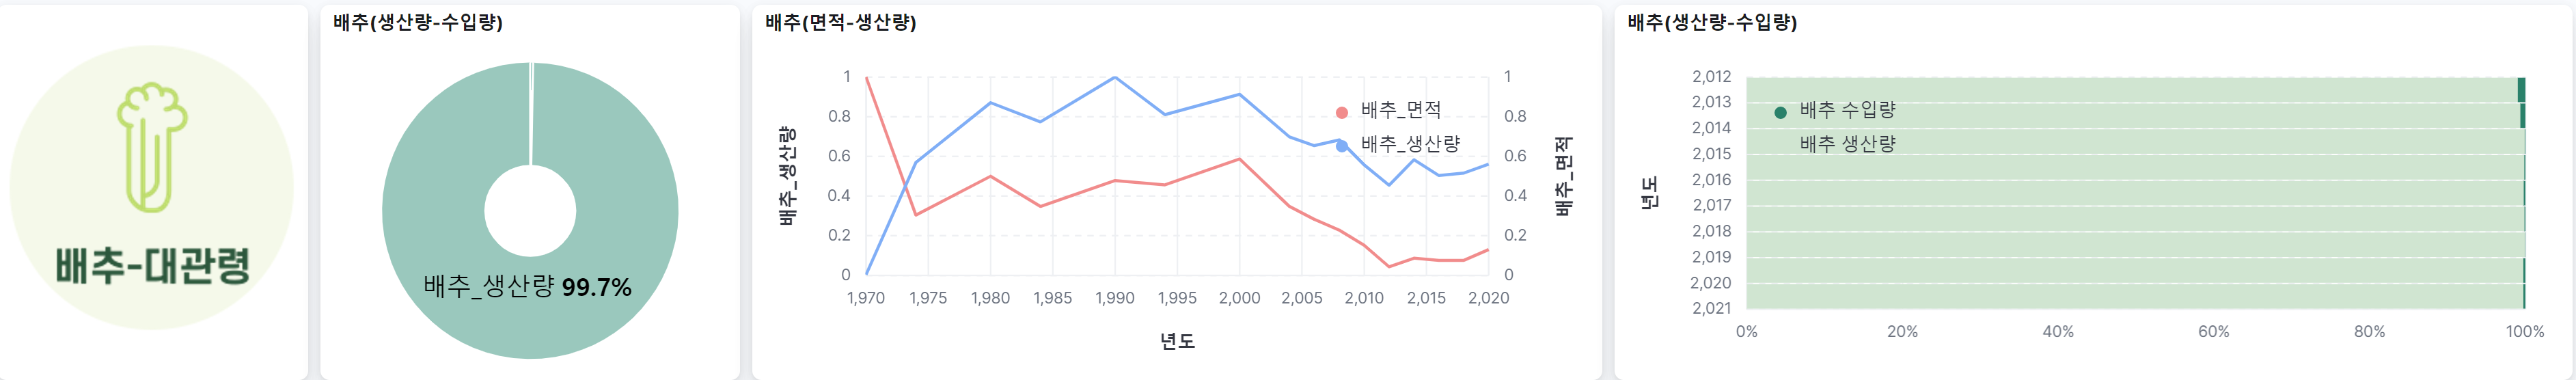 배추-대관령
배추(생산량-수입량)
배추_생산량 99.7%
배추(면적-생산량)
배추_생산량
1
0.8
0.6
0.4
0.2
0
배추_면적
배추_생산량
1
0.8
0.6
0.4
0.2
0
배추_면적
1,970 1,975 1,980 1,985 1,990 1,995 2,000 2,005 2,010 2,015 2,020
년도
배추(생산량-수입량)
년도
2,012
2,013
2,014
2,015
2,016
2,017
2,018
2,019
2,020
2,021
배추 수입량
배추 생산량
0% 20% 40% 60% 80% 100%